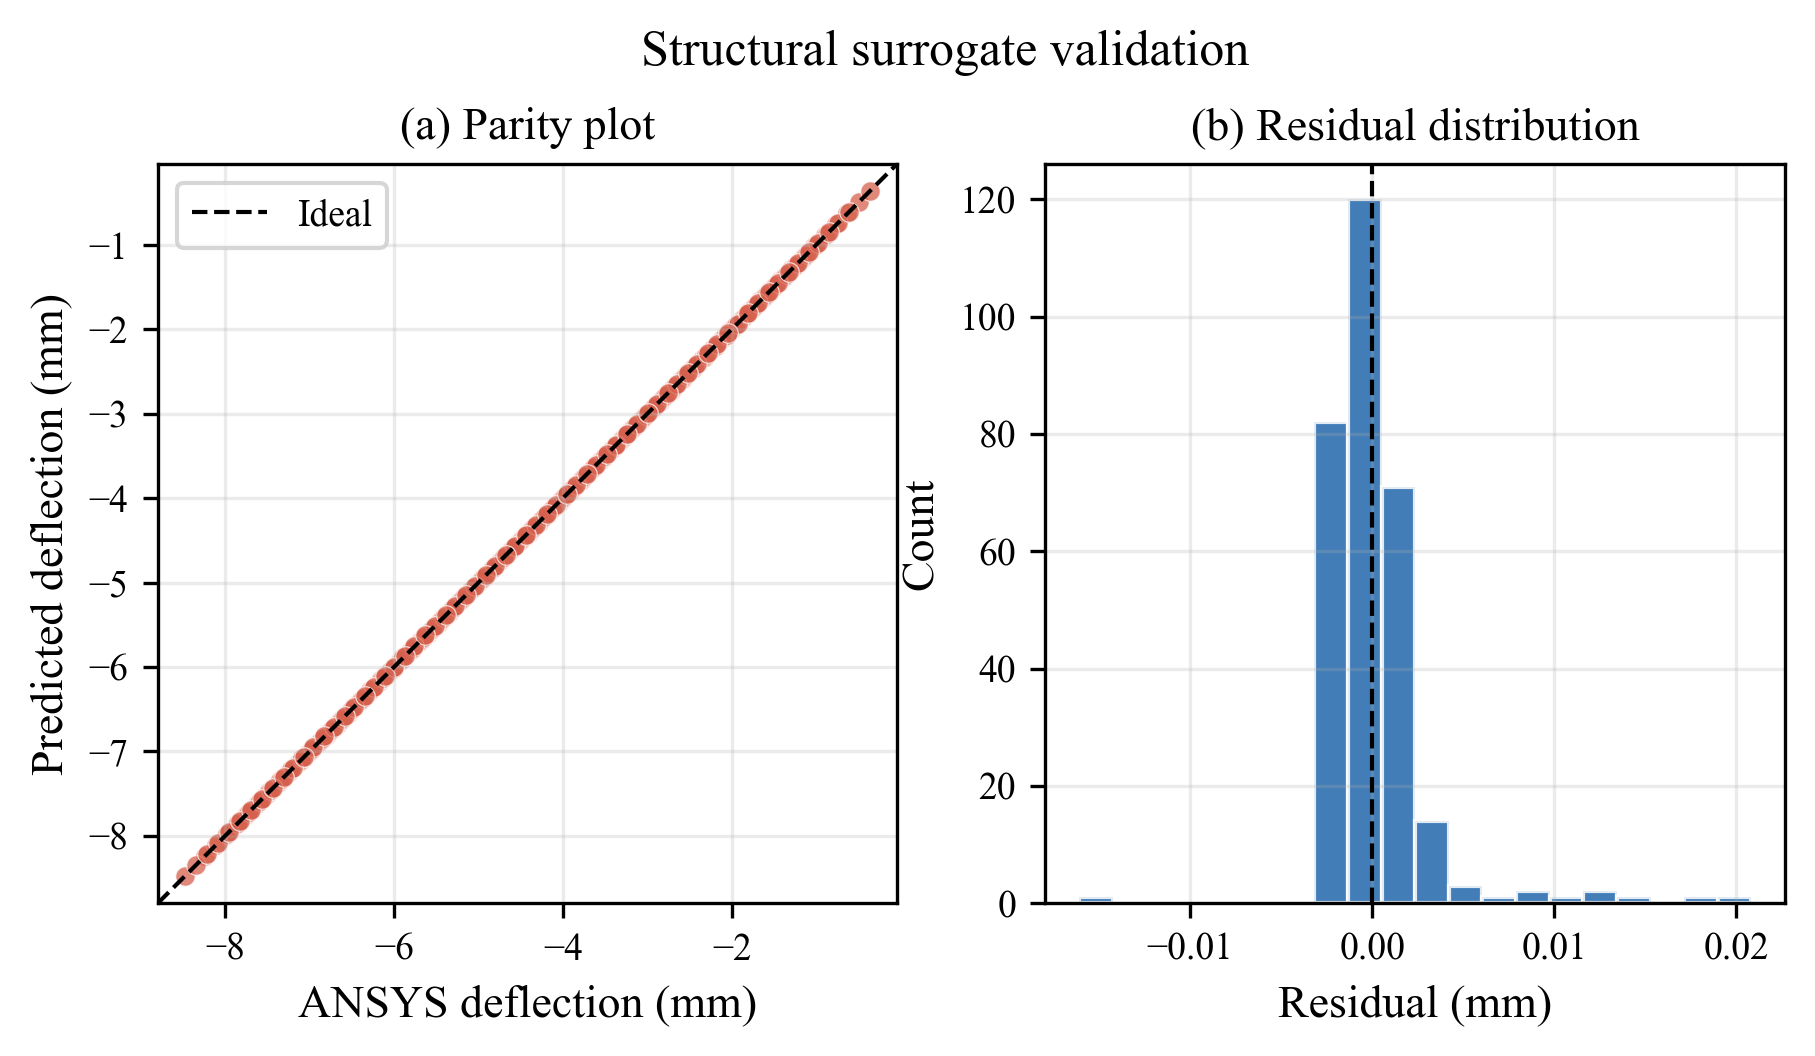 Structural surrogate validation
(a) Parity plot
Ideal
−1
−2
−3
−4
−5
−6
−7
−8
Predicted deflection (mm)
−8 −6 −4 −2
ANSYS deflection (mm)
(b) Residual distribution
120
100
80
60
40
20
0
Count
−0.01 0.00 0.01 0.02
Residual (mm)